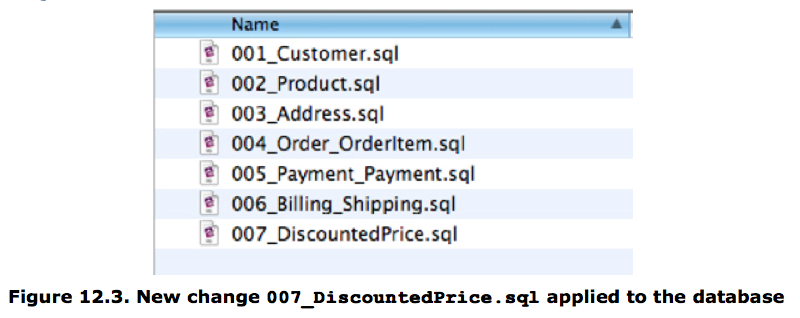 Name
001_Customer.sql
002_Product.sql
003_Address.sql
004_Order_OrderItem.sql
005_Payment_Payment.sql
006_Billing_Shipping.sql
007_DiscountedPrice.sql
Figure 12.3. New change 007_DiscountedPrice.sql applied to the database